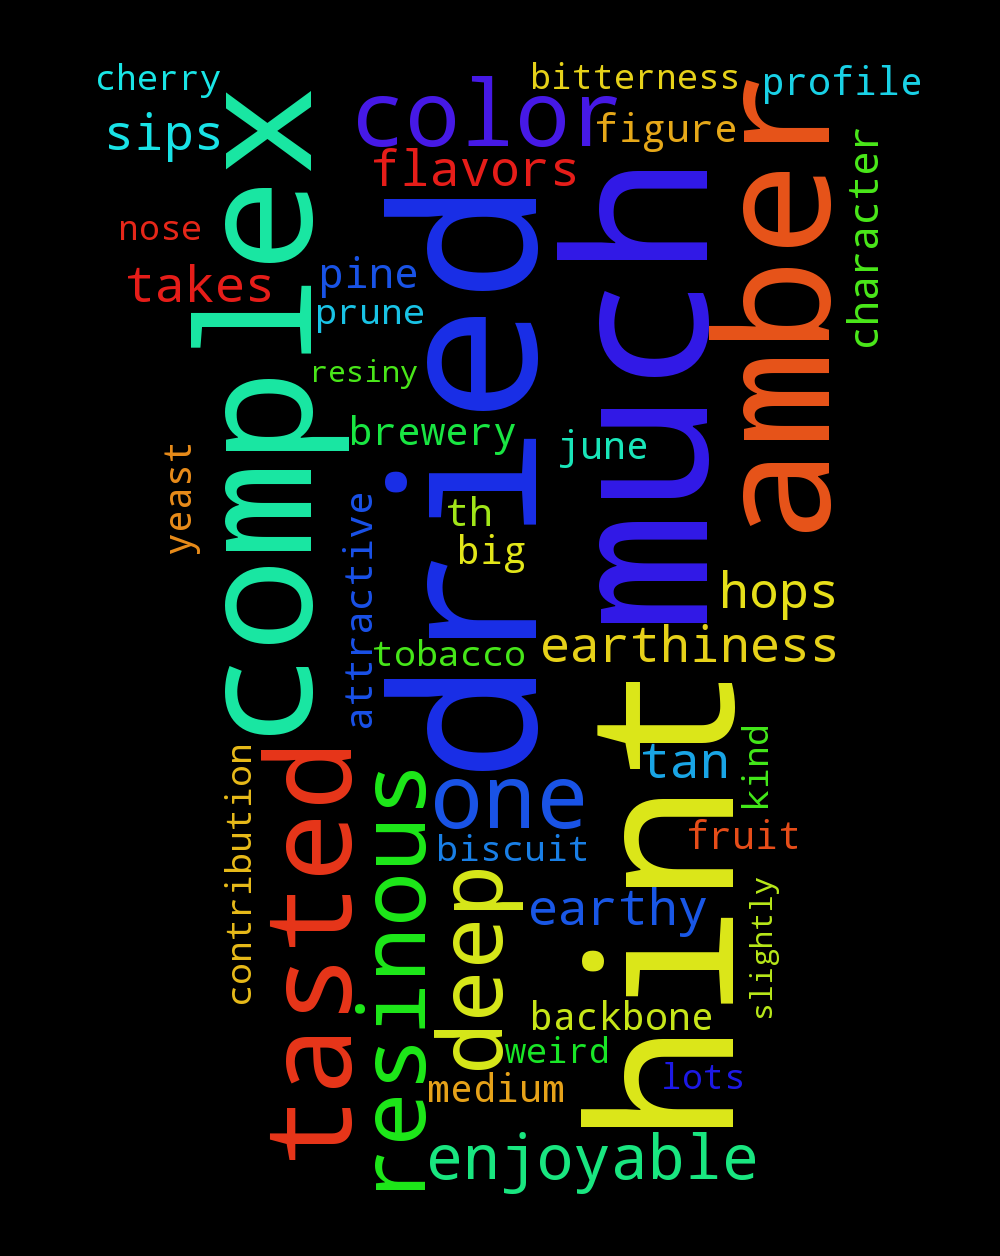 cherry
bitterness
profile
color
sips
figure
complex
flavors
amber
character
much
dried
nose
takes
pine
prune
resiny
brewery
june
yeast
attractive
th
big
hops
earthiness
tobacco
hint
tan
kind
contribution
tasted
resinous
one
biscuit
fruit
deep
earthy
slightly
backbone
weird
lots
medium
enjoyable